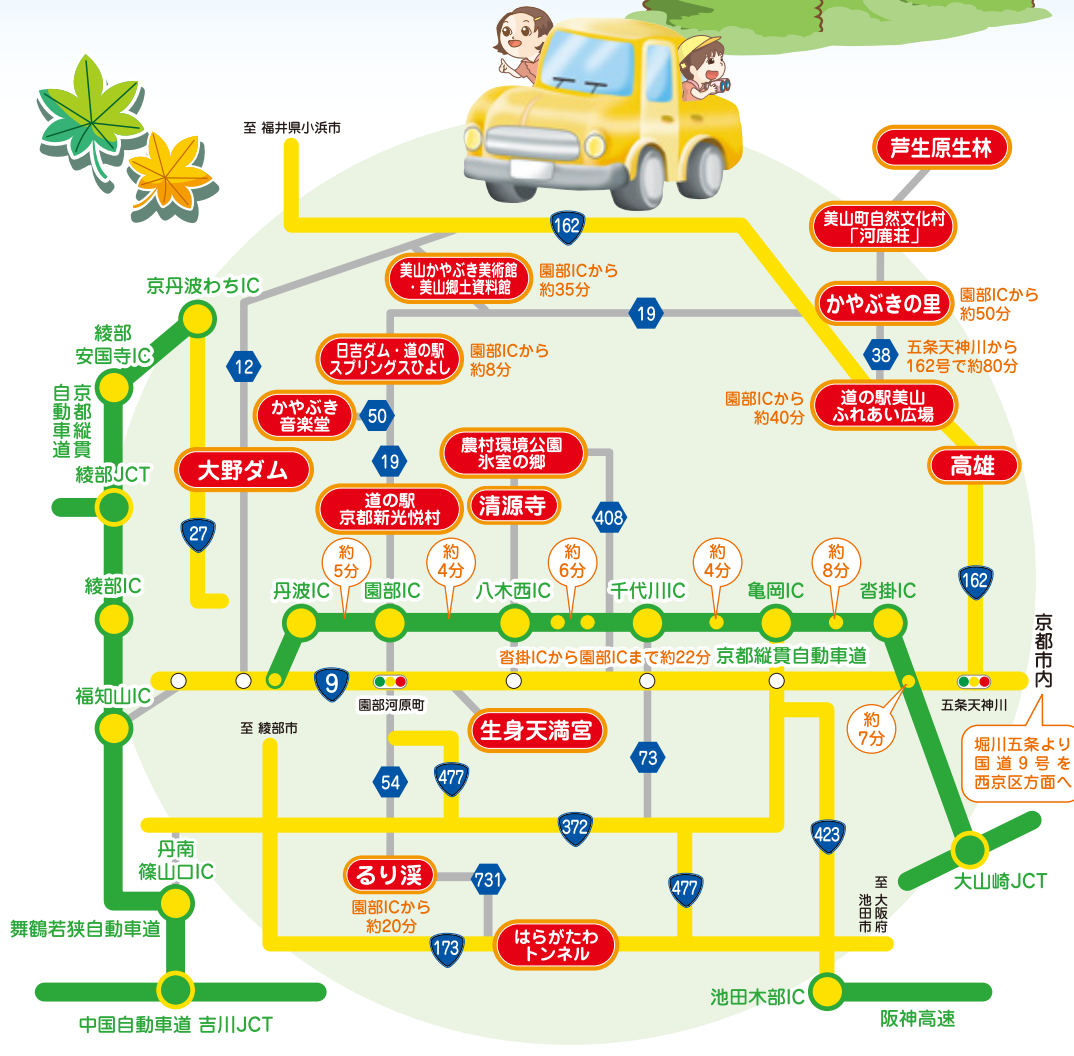 至 福井県小浜市
162
芦生原生林
美山町自然文化村
「河鹿荘」
美山かやぶき美術館
・美山郷土資料館
園部ICから
約35分
京丹波わちIC
かやぶきの里
園部ICから
約50分
19
綾部
安国寺IC
12
日吉ダム・道の駅
スプリングスひよし
園部ICから
約8分
38
五条天神川から
162号で約80分
京都縦貫
自動車道
かやぶき
音楽堂
50
園部ICから
約40分
道の駅美山
ふれあい広場
19
農村環境公園
氷室の郷
大野ダム
高雄
綾部JCT
道の駅
京都新光悦村
清源寺
408
27
約
5分
約
4分
約
6分
約
4分
約
8分
綾部IC
丹波IC
園部IC
八木西IC
千代川IC
亀岡IC
沓掛IC
162
京都市内
沓掛ICから園部ICまで約22分
京都縦貫自動車道
9
福知山IC
園部河原町
五条天神川
至 綾部市
生身天満宮
約
7分
堀川五条より
国道9号を
西京区方面へ
477
54
73
372
423
丹南
篠山口IC
るり渓
731
477
大山崎JCT
園部ICから
約20分
至 大阪府
池田市
舞鶴若狭自動車道
173
はらがたわ
トンネル
池田木部IC
阪神高速
中国自動車道 吉川JCT